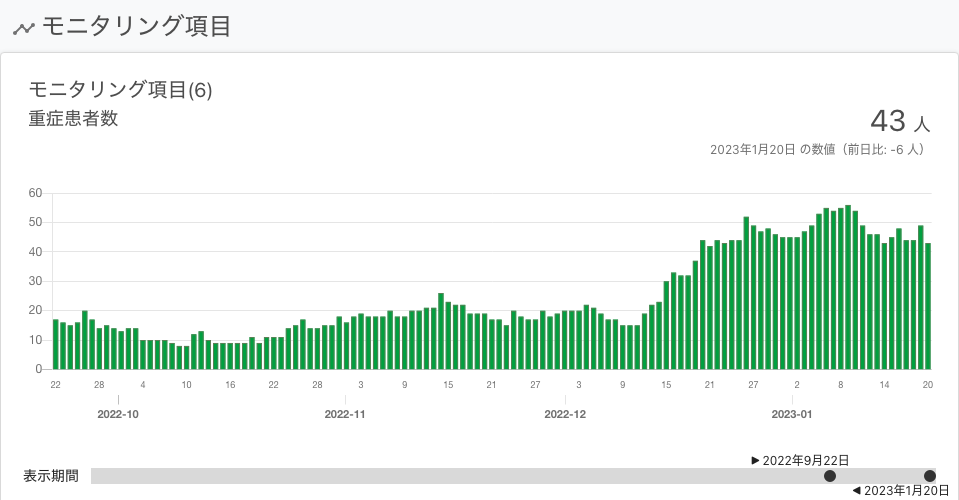 モニタリング項目
モニタリング項目(6)
重症患者数
43 人
2023年1月20日 の数値（前日比: -6 人）
60
50
40
30
20
10
0
22 28 4 10 16 22 28 3 9 15 21 27 3 9 15 21 27 2 8 14 20
2022-10 2022-11 2022-12 2023-01
表示期間
2022年9月22日
2023年1月20日